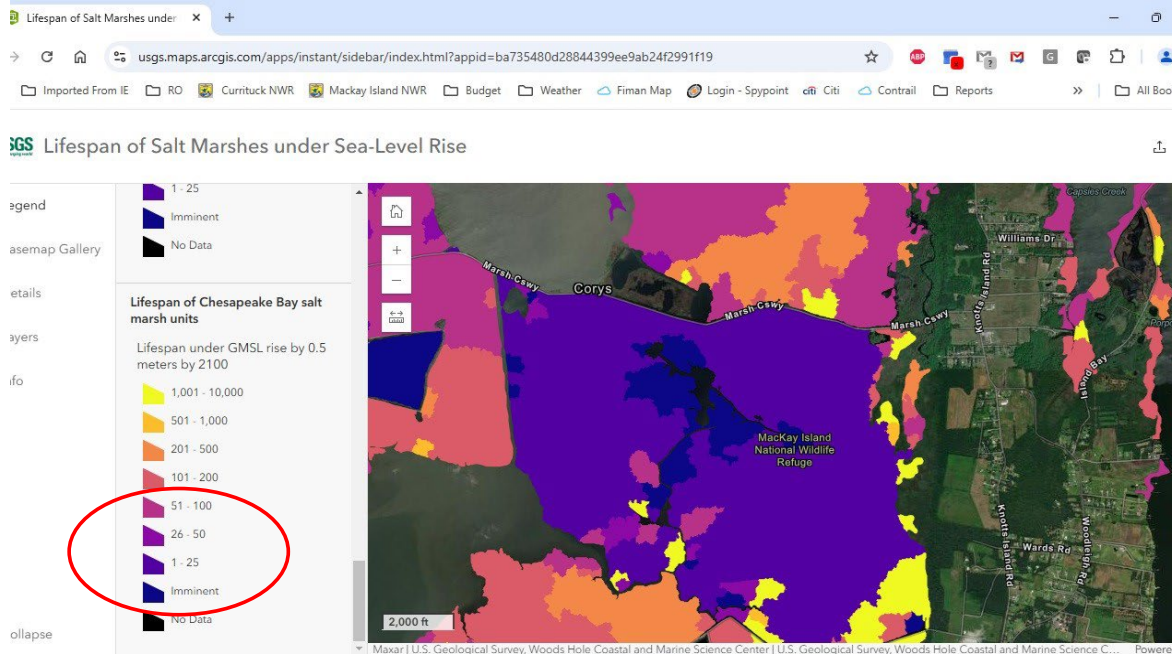 Lifespan of Salt Marshes under
usgs.maps.arcgis.com/apps/instant/sidebar/index.html?appid=ba735480d28844399ee9ab24f2991f19
ABP
?
G
Imported From IE RO Currituck NWR Mackay Island NWR Budget Weather Fiman Map Login - Spypoint citi Citi Contrail Reports » All Boo
SGS Lifespan of Salt Marshes under Sea-Level Rise
egend
asemap Gallery
etails
ayers
nfo
ollapse
1 - 25
Imminent
No Data
Lifespan of Chesapeake Bay salt
marsh units
Lifespan under GMSL rise by 0.5
meters by 2100
1,001 - 10,000
501 - 1,000
201 - 500
101 - 200
51 - 100
26 - 50
1 - 25
Imminent
No Data
Capsies Creek
Williams Dr
Marsh Cswy
Corys
Knotts Island Rd
Marsh Cswy
Marsh Cswy
Island Bay
MacKay Island
National Wildlife
Refuge
Knotts Island Rd
Wards Rd
Woodleigh Rd
2,000 ft
Maxar | U.S. Geological Survey, Woods Hole Coastal and Marine Science Center | U.S. Geological Survey, Woods Hole Coastal and Marine Science C... Powere